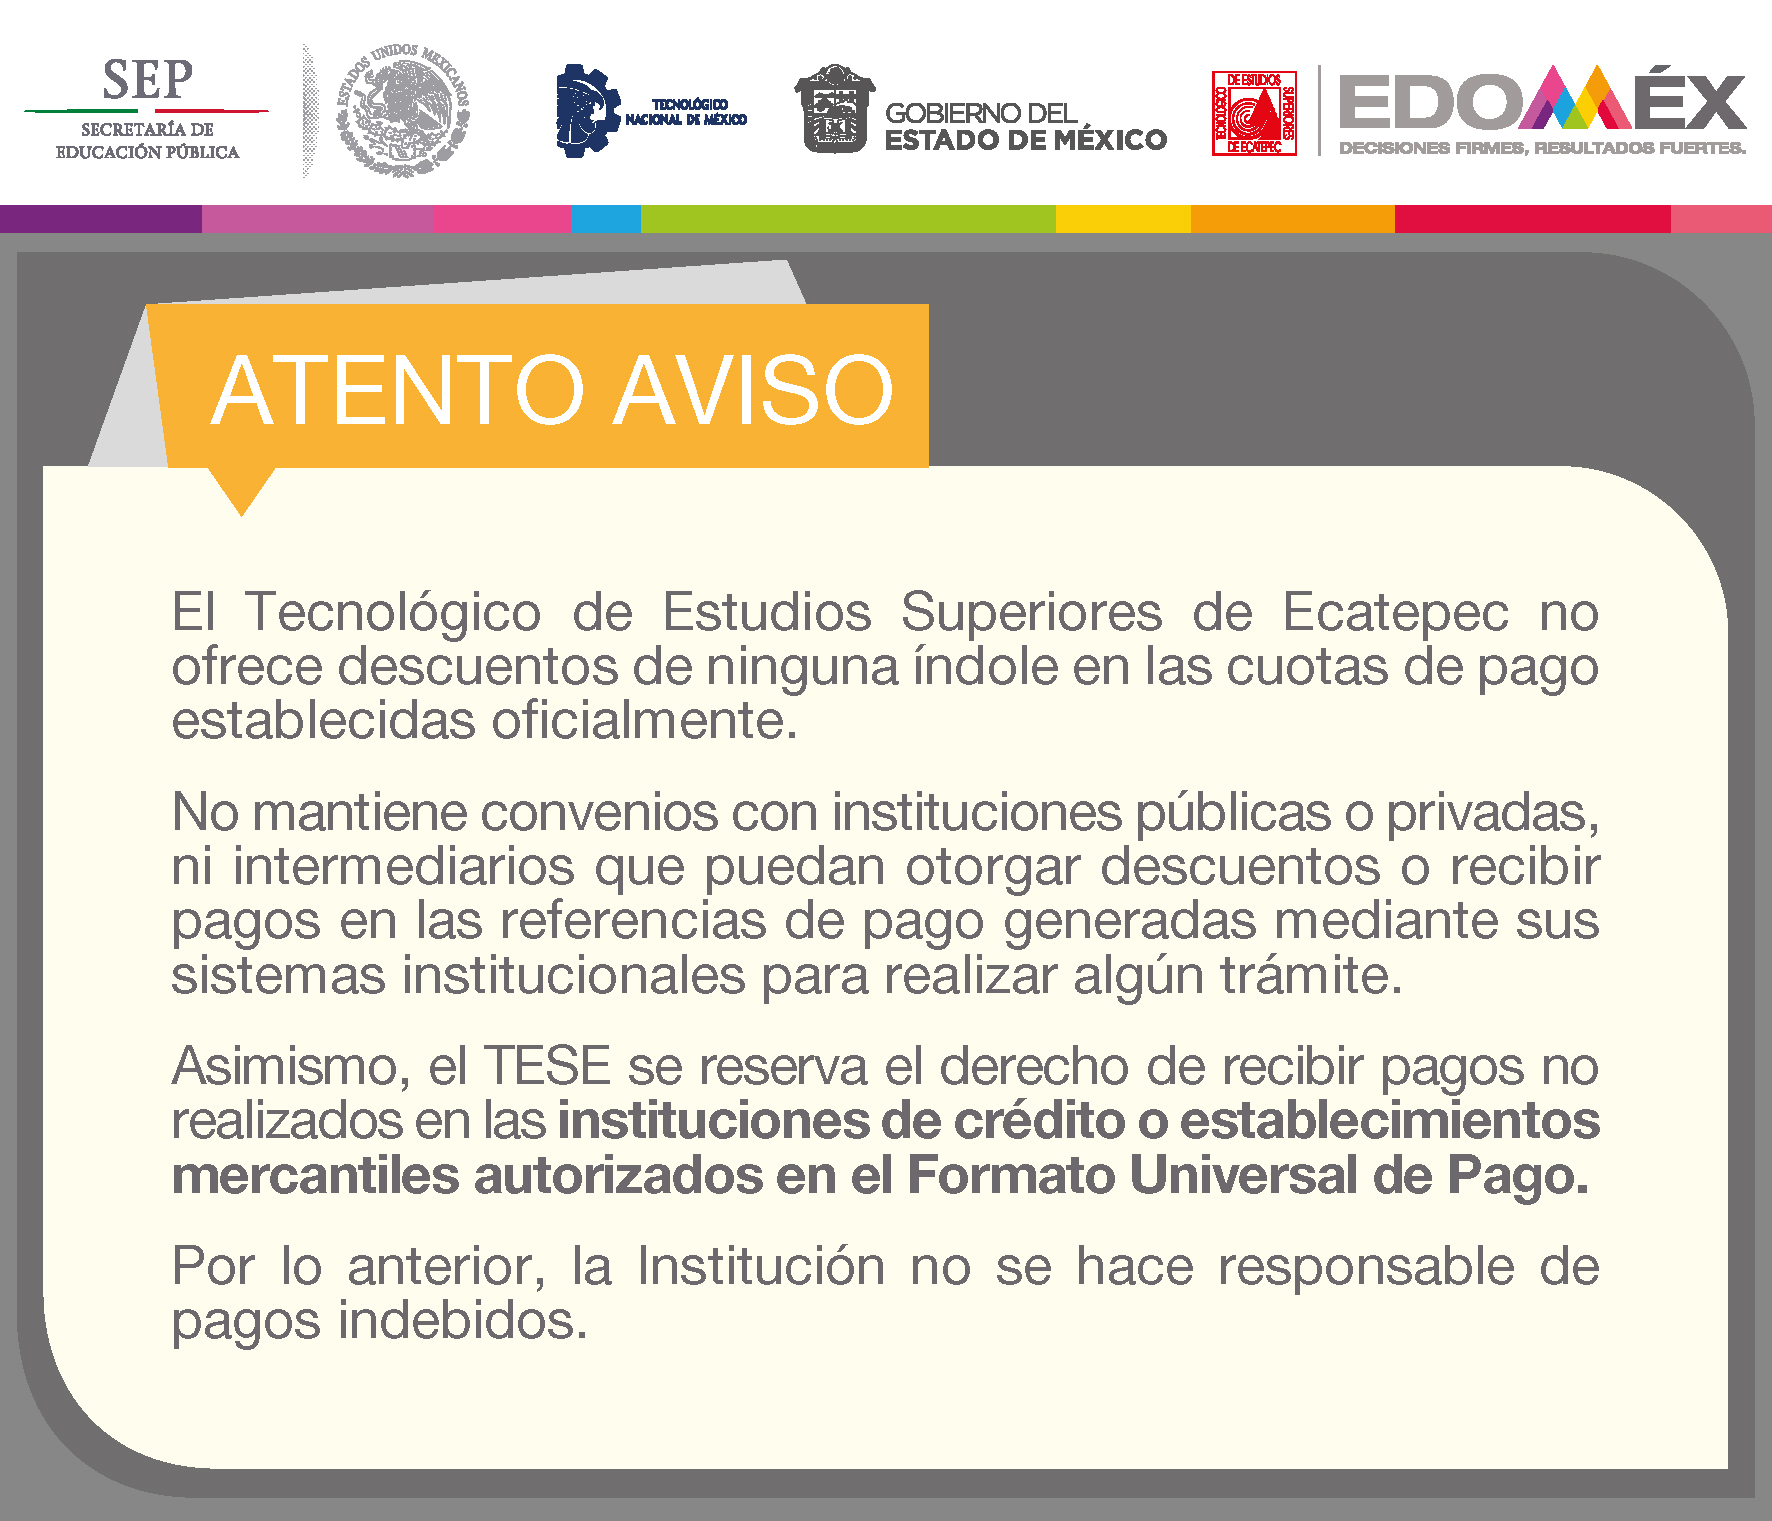 SEP
SECRETARÍA DE
EDUCACIÓN PÚBLICA
ESTADOS UNIDOS MEXICANOS
TECNOLÓGICO
NACIONAL DE MÉXICO
GOBIERNO DEL
ESTADO DE MÉXICO
TECNOLÓGICO
DE ESTUDIOS
SUPERIORES
DE ECATEPEC
EDOMÉX
DECISIONES FIRMES, RESULTADOS FUERTES.
ATENTO AVISO
El Tecnológico de Estudios Superiores de Ecatepec no
ofrece descuentos de ninguna índole en las cuotas de pago
establecidas oficialmente.
No mantiene convenios con instituciones públicas o privadas,
ni intermediarios que puedan otorgar descuentos o recibir
pagos en las referencias de pago generadas mediante sus
sistemas institucionales para realizar algún trámite.
Asimismo, el TESE se reserva el derecho de recibir pagos no
realizados en las instituciones de crédito o establecimientos
mercantiles autorizados en el Formato Universal de Pago.
Por lo anterior, la Institución no se hace responsable de
pagos indebidos.